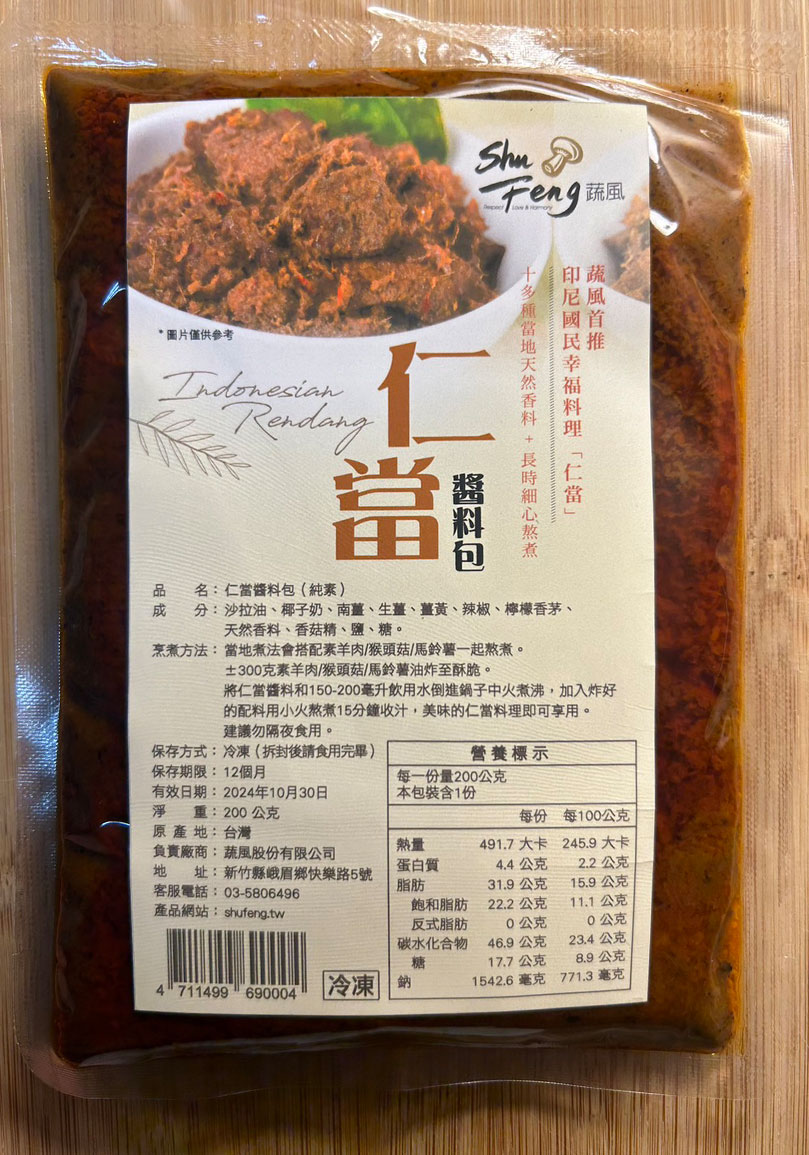 Shu
Feng 蔬風
Respect Love & Harmony
蔬風首推
印尼國民幸福料理「仁當」
十多種當地天然香料+長時細心熬煮
*圖片僅供參考
Indonesian
Rendang
仁當
醬料包
品 名：仁當醬料包（純素）
成 分：沙拉油、椰子奶、南薑、生薑、薑黃、辣椒、檸檬香茅、
天然香料、香菇精、鹽、糖。
烹煮方法：當地煮法會搭配素羊肉/猴頭菇/馬鈴薯一起熬煮。
±300克素羊肉/猴頭菇/馬鈴薯油炸至酥脆。
將仁當醬料和150-200毫升飲用水倒進鍋子中火煮沸，加入炸好
的配料用小火熬煮15分鐘收汁，美味的仁當料理即可享用。
建議勿隔夜食用。
保存方式：冷凍（拆封後請食用完畢）
保存期限：12個月
有效日期：2024年10月30日
淨 重：200 公克
原 產 地：台灣
負責廠商：蔬風股份有限公司
地 址：新竹縣峨眉鄉快樂路5號
客服電話：03-5806496
產品網站：shufeng.tw
4 711499 690004
冷凍
營養標示
每一份量200公克
本包裝含1份
每份 每100公克
熱量 491.7 大卡 245.9 大卡
蛋白質 4.4 公克 2.2 公克
脂肪 31.9 公克 15.9 公克
飽和脂肪 22.2 公克 11.1 公克
反式脂肪 0 公克 0 公克
碳水化合物 46.9 公克 23.4 公克
糖 17.7 公克 8.9 公克
鈉 1542.6 毫克 771.3 毫克